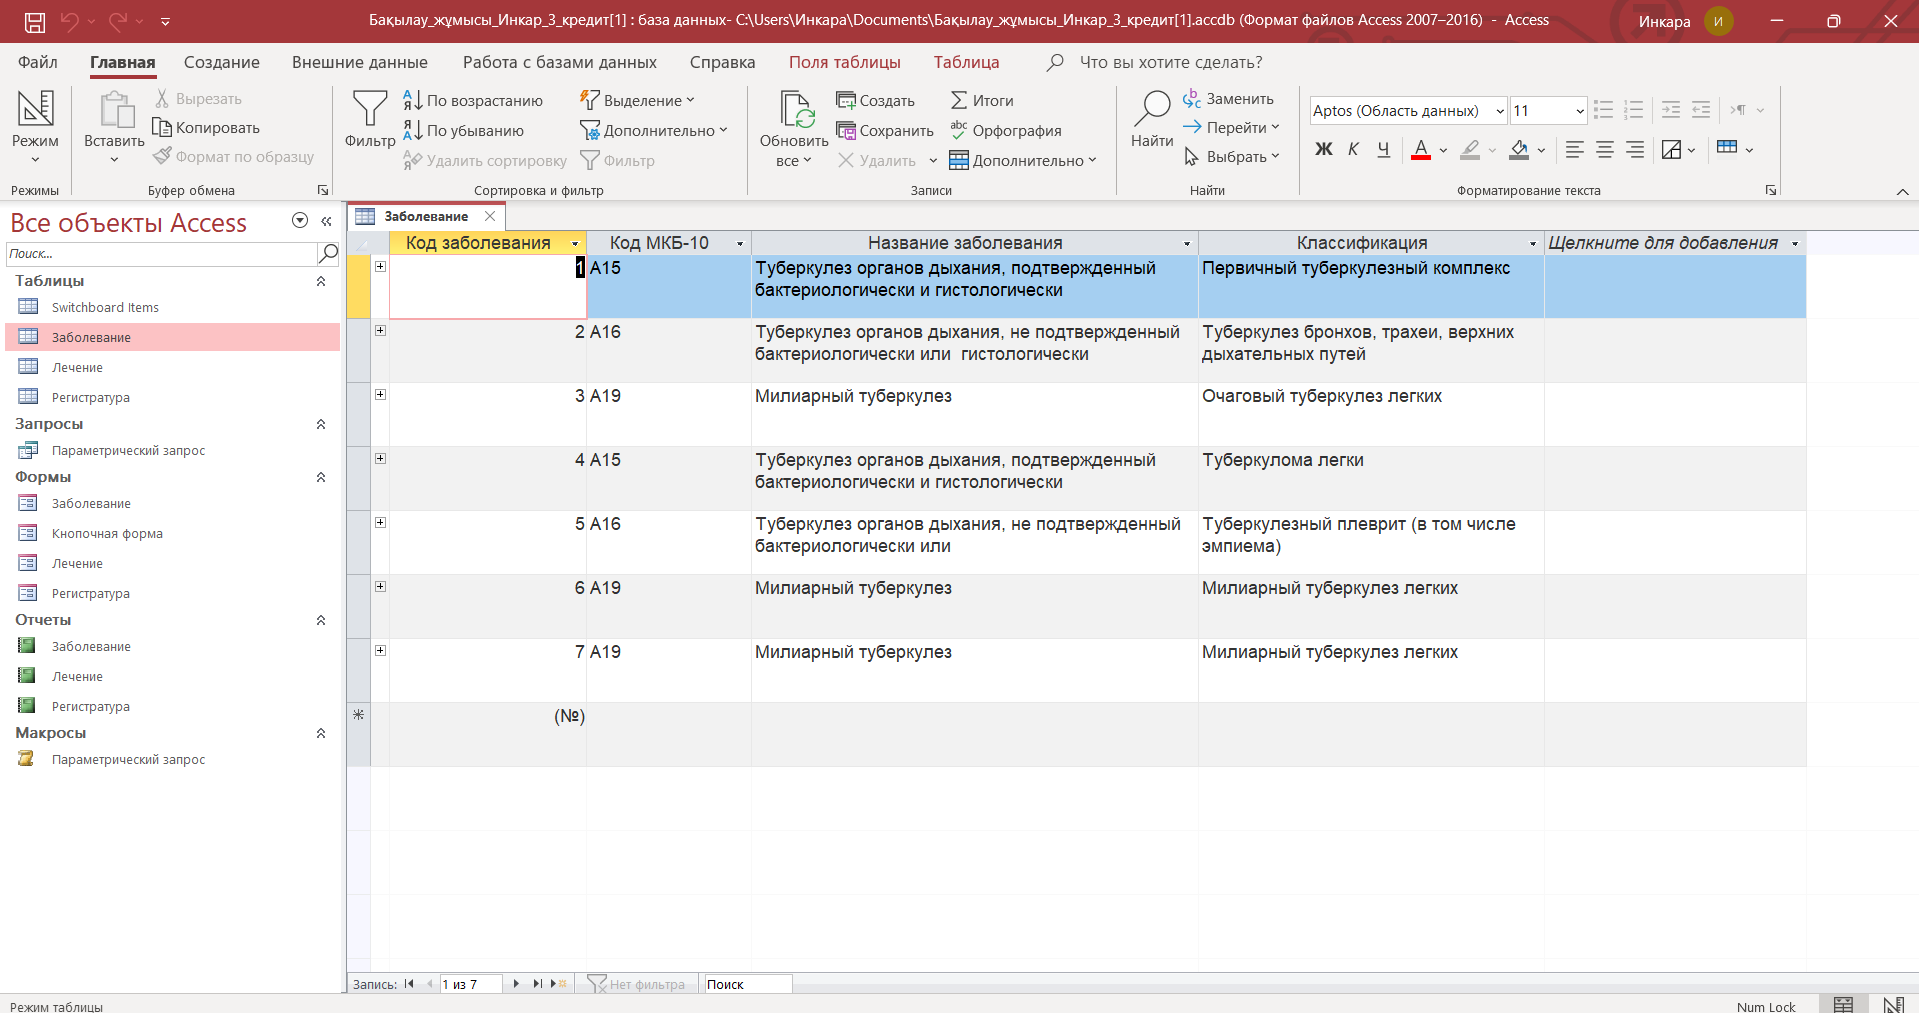 Бақылау_жұмысы_Инкар_3_кредит[1] : база данных- C:\Users\Инкара\Documents\Бақылау_жұмысы_Инкар_3_кредит[1].accdb (Формат файлов Access 2007–2016) - Access
Инкара
И
Файл
Главная
Создание
Внешние данные
Работа с базами данных
Справка
Поля таблицы
Таблица
Что вы хотите сделать?
Режим
Режимы
Вставить
Вырезать
Копировать
Формат по образцу
Буфер обмена
Фильтр
По возрастанию
По убыванию
Удалить сортировку
Выделение
Дополнительно
Фильтр
Сортировка и фильтр
Обновить
все
Создать
Сохранить
Удалить
Итоги
Орфография
Дополнительно
Записи
Найти
Заменить
Перейти
Выбрать
Найти
Aptos (Область данных)
11
Ж К Ч А
Форматирование текста
Все объекты Access
Поиск...
Таблицы
Switchboard Items
Заболевание
Лечение
Регистратура
Запросы
Параметрический запрос
Формы
Заболевание
Кнопочная форма
Лечение
Регистратура
Отчеты
Заболевание
Лечение
Регистратура
Макросы
Параметрический запрос
Заболевание
Код заболевания Код МКБ-10 Название заболевания Классификация Щелкните для добавления
1 А15 Туберкулез органов дыхания, подтвержденный Первичный туберкулезный комплекс
бактериологически и гистологически
2 А16 Туберкулез органов дыхания, не подтвержденный Туберкулез бронхов, трахеи, верхних
бактериологически или  гистологически дыхательных путей
3 А19 Милиарный туберкулез Очаговый туберкулез легких
4 А15 Туберкулез органов дыхания, подтвержденный Туберкулома легки
бактериологически и гистологически
5 А16 Туберкулез органов дыхания, не подтвержденный Туберкулезный плеврит (в том числе
бактериологически или эмпиема)
6 А19 Милиарный туберкулез Милиарный туберкулез легких
7 А19 Милиарный туберкулез Милиарный туберкулез легких
(№)
Запись: 1 из 7 Нет фильтра Поиск
Режим таблицы
Num Lock